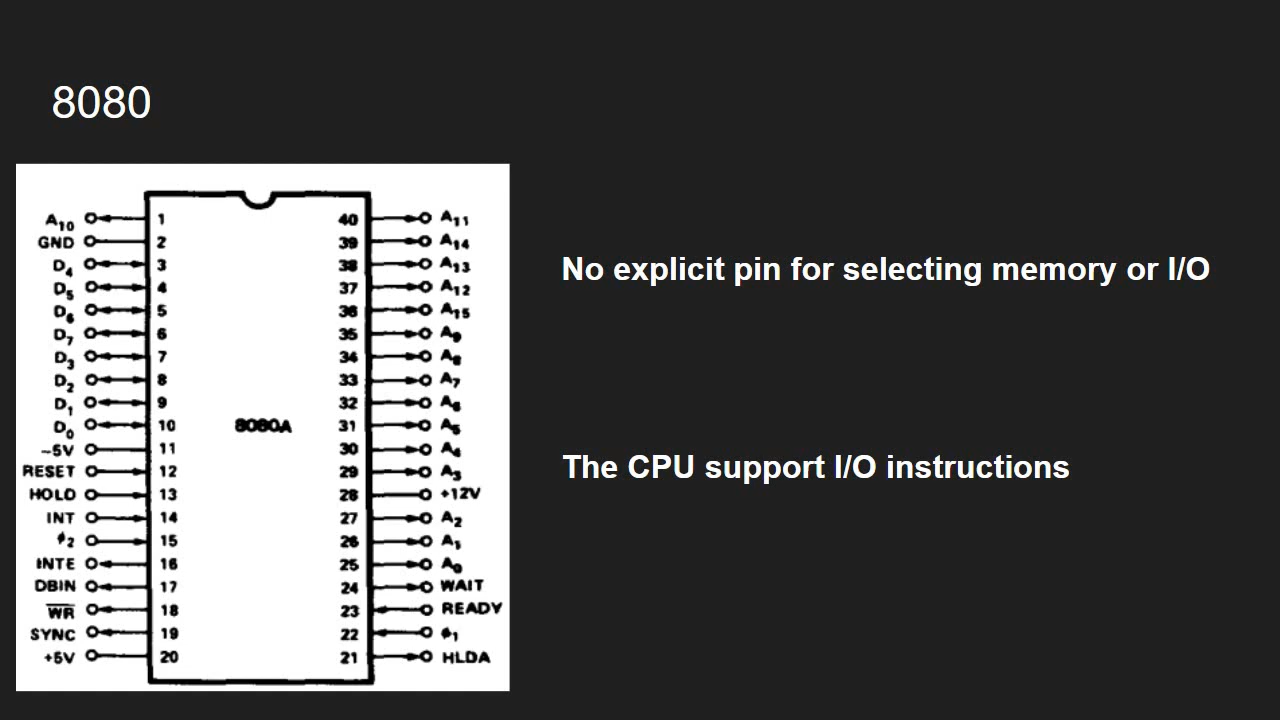 8080
A10 1 40 A11
GND 2 39 A14
D4 3 38 A13
D5 4 37 A12
D6 5 36 A15
D7 6 35 A9
D3 7 34 A8
D2 8 33 A7
D1 9 32 A6
D0 10 8080A 31 A5
-5V 11 30 A4
RESET 12 29 A3
HOLD 13 28 +12V
INT 14 27 A2
ϕ2 15 26 A1
INTE 16 25 A0
DBIN 17 24 WAIT
W̅R̅ 18 23 READY
SYNC 19 22 ϕ1
+5V 20 21 HLDA
No explicit pin for selecting memory or I/O
The CPU support I/O instructions